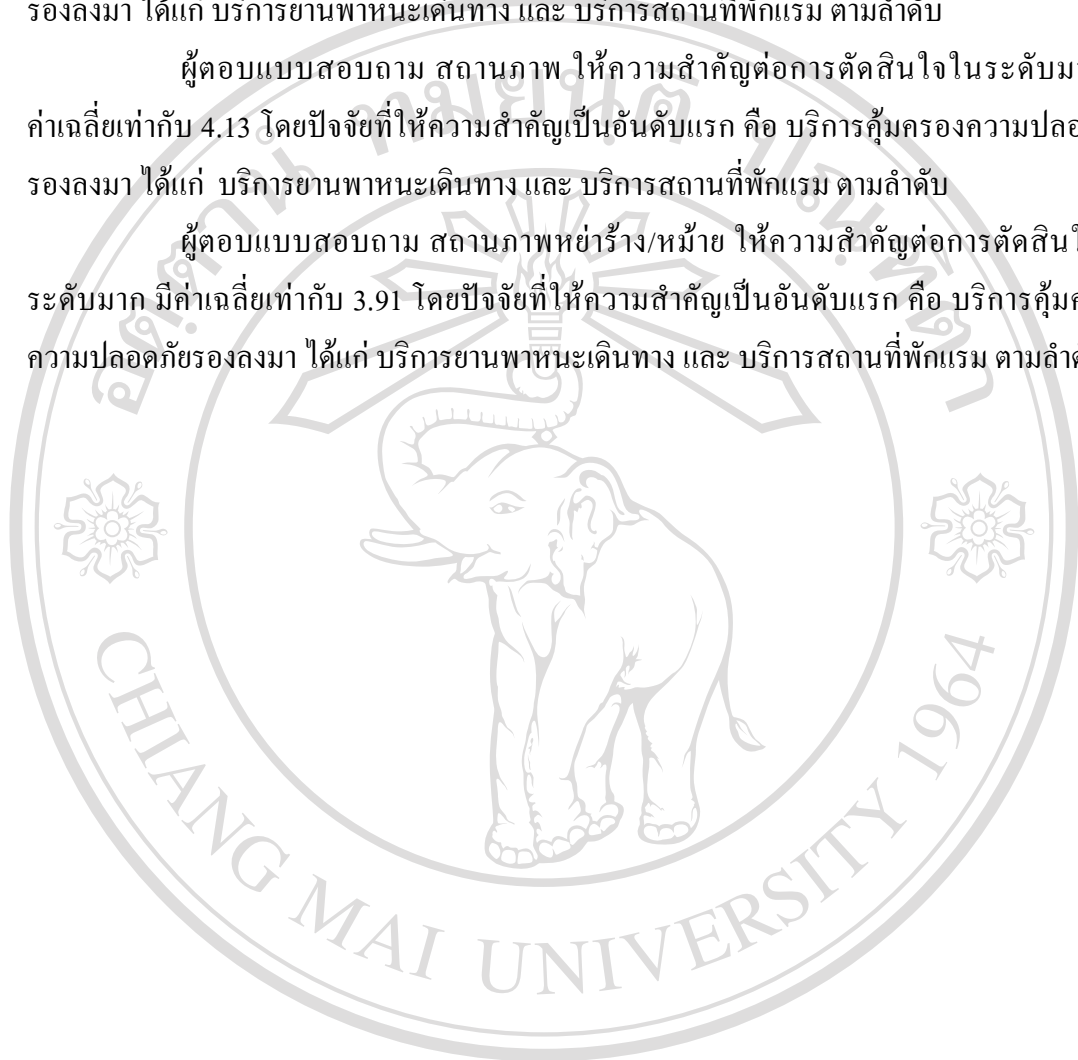 รองลงมา ได้แก่ บริการยานพาหนะเดินทาง และ บริการสถานที่พักแรม ตามลำดับ
ผู้ตอบแบบสอบถาม สถานภาพ ให้ความสำคัญต่อการตัดสินใจในระดับ
ค่าเฉลี่ยเท่ากับ 4.13 โดยปัจจัยที่ให้ความสำคัญเป็นอันดับแรก คือ บริการคุ้มครอง
รองลงมา ได้แก่ บริการยานพาหนะเดินทาง และ บริการสถานที่พักแรม ตามลำดับ
ผู้ตอบแบบสอบถาม สถานภาพหย่าร้าง/หม้าย ให้ความสำคัญต่อการ
ระดับมาก มีค่าเฉลี่ยเท่ากับ 3.91 โดยปัจจัยที่ให้ความสำคัญเป็นอันดับแรก คือ บริการ
ความปลอดภัยรองลงมา ได้แก่ บริการยานพาหนะเดินทาง และ บริการสถานที่พักแรม
อตฺตานํ ทมยนฺติ ปณฺฑิตา
CHIANG MAI UNIVERSITY 1964